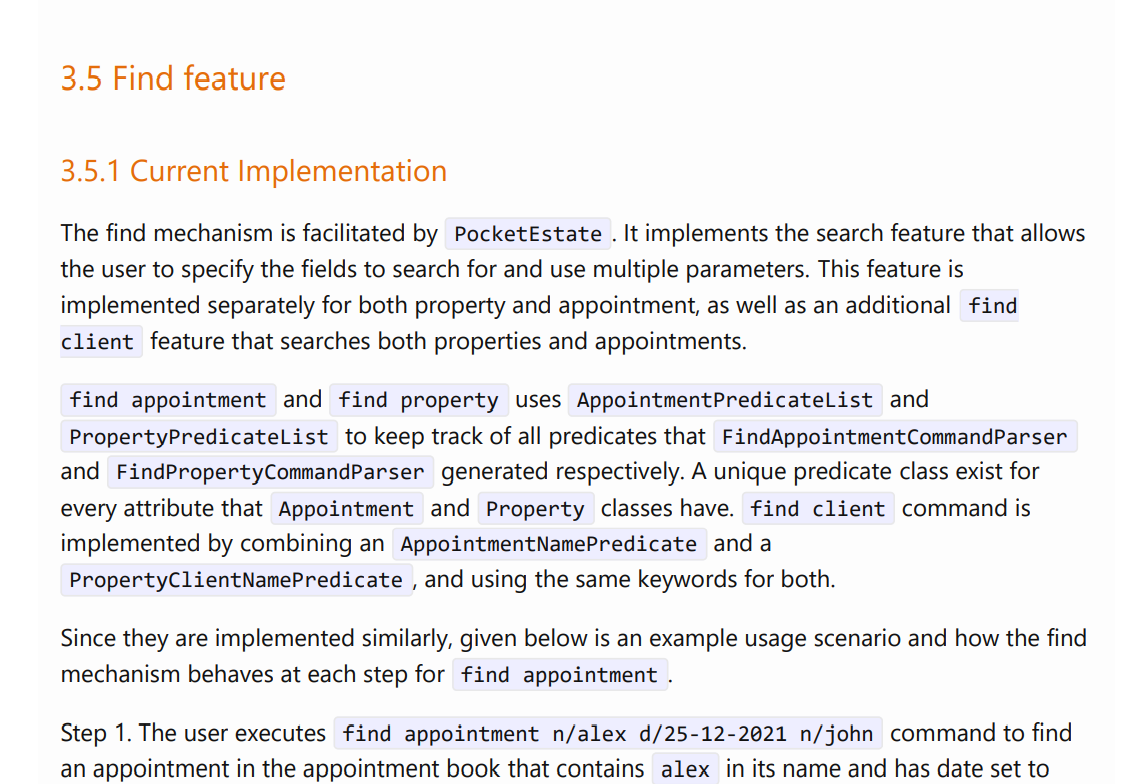 3.5 Find feature
3.5.1 Current Implementation
The find mechanism is facilitated by PocketEstate. It implements the search feature that allows
the user to specify the fields to search for and use multiple parameters. This feature is
implemented separately for both property and appointment, as well as an additional find
client feature that searches both properties and appointments.
find appointment and find property uses AppointmentPredicateList and
PropertyPredicateList to keep track of all predicates that FindAppointmentCommandParser
and FindPropertyCommandParser generated respectively. A unique predicate class exist for
every attribute that Appointment and Property classes have. find client command is
implemented by combining an AppointmentNamePredicate and a
PropertyClientNamePredicate, and using the same keywords for both.
Since they are implemented similarly, given below is an example usage scenario and how the find
mechanism behaves at each step for find appointment.
Step 1. The user executes find appointment n/alex d/25-12-2021 n/john command to find
an appointment in the appointment book that contains alex in its name and has date set to